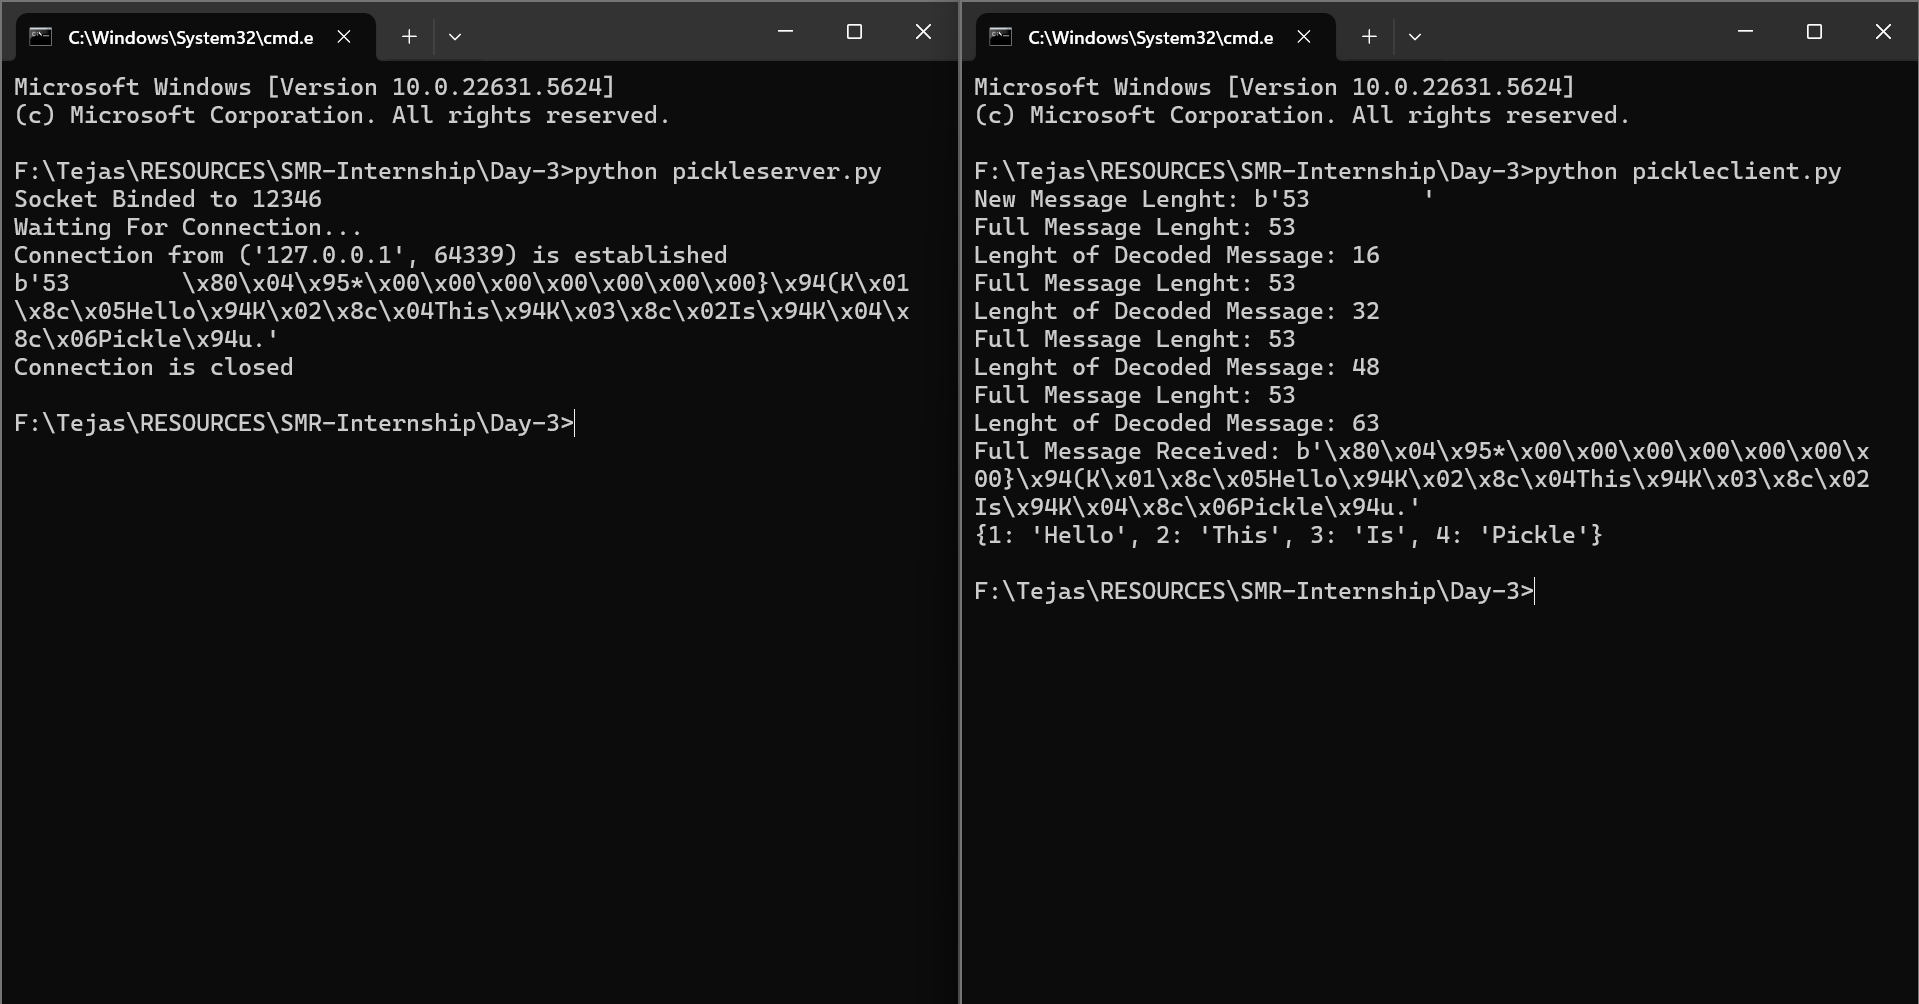 C:\Windows\System32\cmd.e
Microsoft Windows [Version 10.0.22631.5624]
(c) Microsoft Corporation. All rights reserved.
F:\Tejas\RESOURCES\SMR-Internship\Day-3>python pickleserver.py
Socket Binded to 12346
Waiting For Connection...
Connection from ('127.0.0.1', 64339) is established
b'53        \x80\x04\x95*\x00\x00\x00\x00\x00\x00\x00}\x94(K\x01
\x8c\x05Hello\x94K\x02\x8c\x04This\x94K\x03\x8c\x02Is\x94K\x04\x
8c\x06Pickle\x94u.'
Connection is closed
F:\Tejas\RESOURCES\SMR-Internship\Day-3>
C:\Windows\System32\cmd.e
Microsoft Windows [Version 10.0.22631.5624]
(c) Microsoft Corporation. All rights reserved.
F:\Tejas\RESOURCES\SMR-Internship\Day-3>python pickleclient.py
New Message Lenght: b'53        '
Full Message Lenght: 53
Lenght of Decoded Message: 16
Full Message Lenght: 53
Lenght of Decoded Message: 32
Full Message Lenght: 53
Lenght of Decoded Message: 48
Full Message Lenght: 53
Lenght of Decoded Message: 63
Full Message Received: b'\x80\x04\x95*\x00\x00\x00\x00\x00\x00\x
00}\x94(K\x01\x8c\x05Hello\x94K\x02\x8c\x04This\x94K\x03\x8c\x02
Is\x94K\x04\x8c\x06Pickle\x94u.'
{1: 'Hello', 2: 'This', 3: 'Is', 4: 'Pickle'}
F:\Tejas\RESOURCES\SMR-Internship\Day-3>